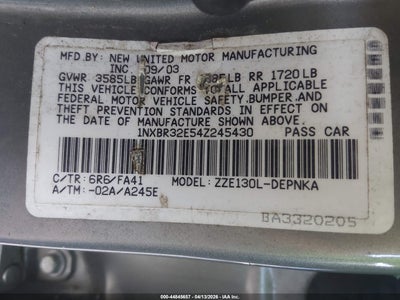 MFD.BY: NEW UNITED MOTOR MANUFACTURING
INC 09/03
GVWR 3585LB GAWR FR 1885LB RR 1720LB
THIS VEHICLE CONFORMS TO ALL APPLICABLE
FEDERAL MOTOR VEHICLE SAFETY.BUMPER.AND
THEFT PREVENTION STANDARDS IN EFFECT ON
THE DATE OF MANUFACTURE SHOWN ABOVE.
1NXBR32E54Z245430 PASS CAR
C/TR: 6R6/FA41 MODEL: ZZE130L-DEPNKA
A/TM: -02A/A245E
BA3320205
000-44845657 - 04/13/2026 - IAA Inc.